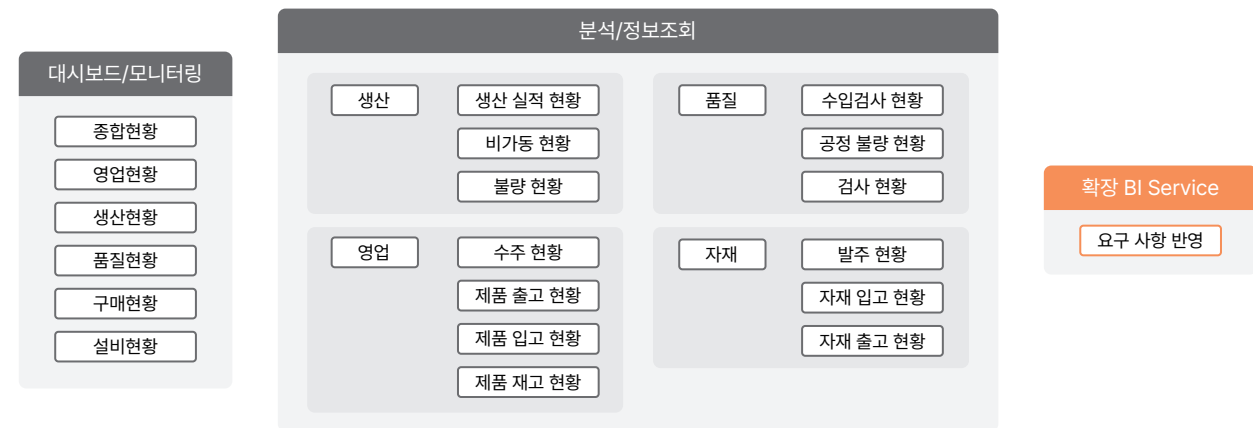 대시보드/모니터링
종합현황
영업현황
생산현황
품질현황
구매현황
설비현황
분석/정보조회
생산
생산 실적 현황
비가동 현황
불량 현황
품질
수입검사 현황
공정 불량 현황
검사 현황
영업
수주 현황
제품 출고 현황
제품 입고 현황
제품 재고 현황
자재
발주 현황
자재 입고 현황
자재 출고 현황
확장 BI Service
요구 사항 반영